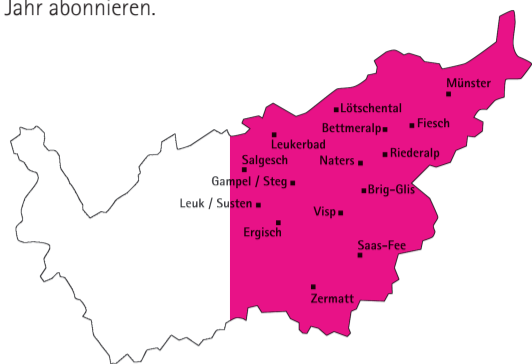 Jahr abonnieren.
Münster
Lötschental
Fiesch
Bettmeralp
Leukerbad
Riederalp
Salgesch
Naters
Gampel / Steg
Brig-Glis
Leuk / Susten
Visp
Ergisch
Saas-Fee
Zermatt